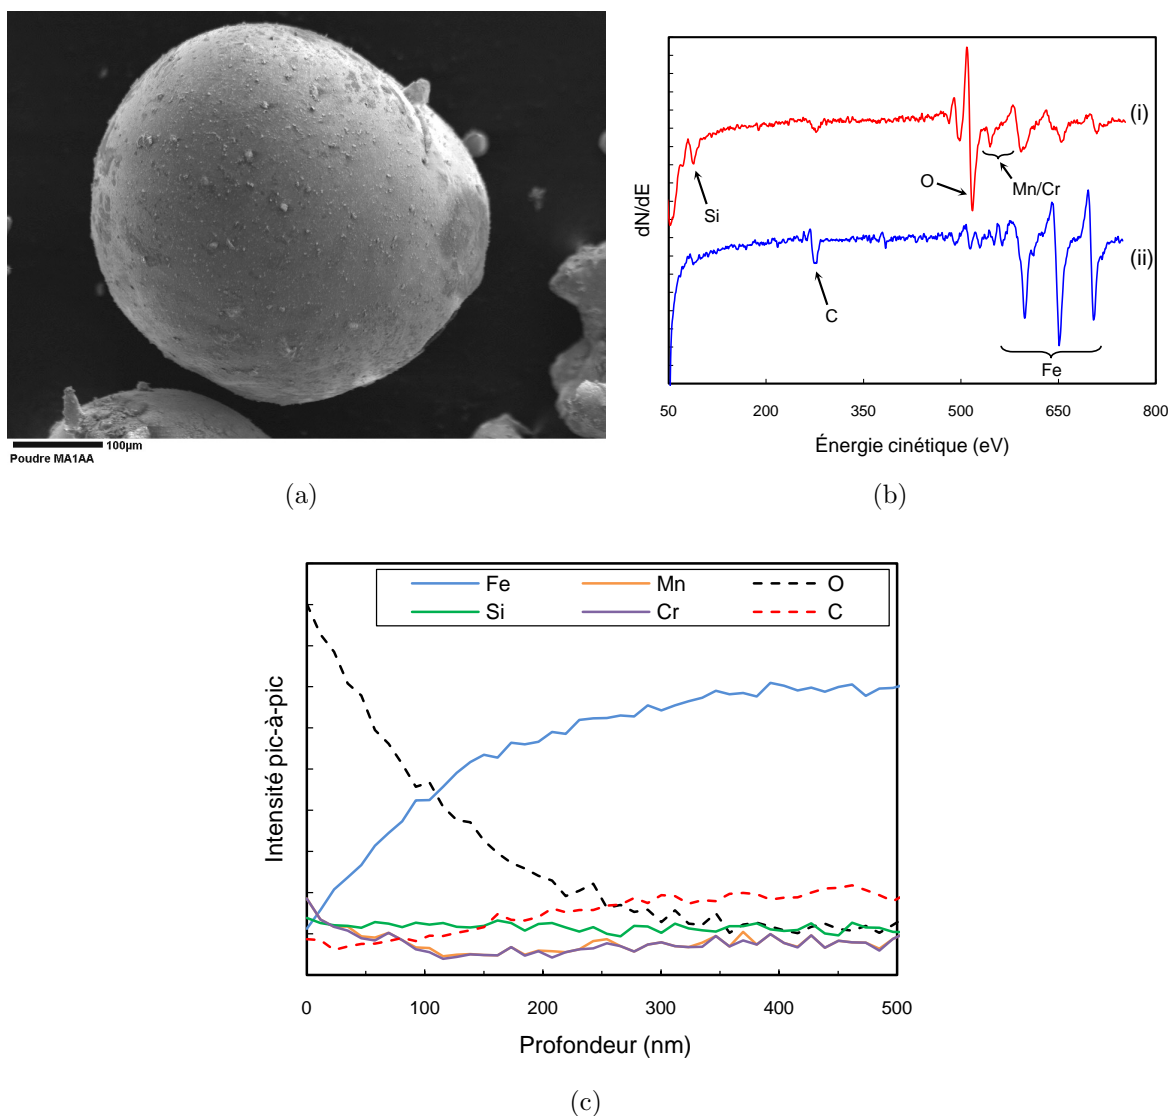 100µm
Poudre MA1AA
(a)
dN/dE
(i)
Si
O
Mn/Cr
(ii)
C
Fe
50 200 350 500 650 800
Énergie cinétique (eV)
(b)
Fe Mn O
Si Cr C
Intensité pic-à-pic
0 100 200 300 400 500
Profondeur (nm)
(c)